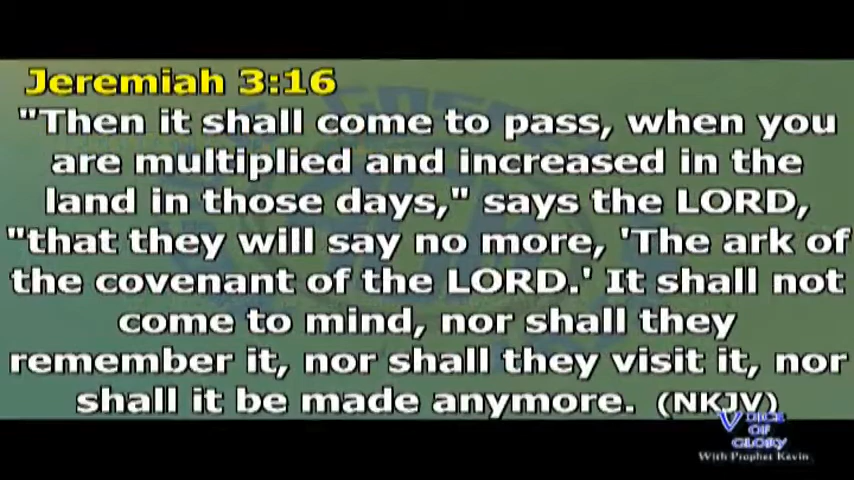 Jeremiah 3:16
"Then it shall come to pass, when you
are multiplied and increased in the
land in those days," says the LORD,
"that they will say no more, 'The ark of
the covenant of the LORD.' It shall not
come to mind, nor shall they
remember it, nor shall they visit it, nor
shall it be made anymore. (NKJV)
VOICE
OF
GLORY
With Prophet Kevin